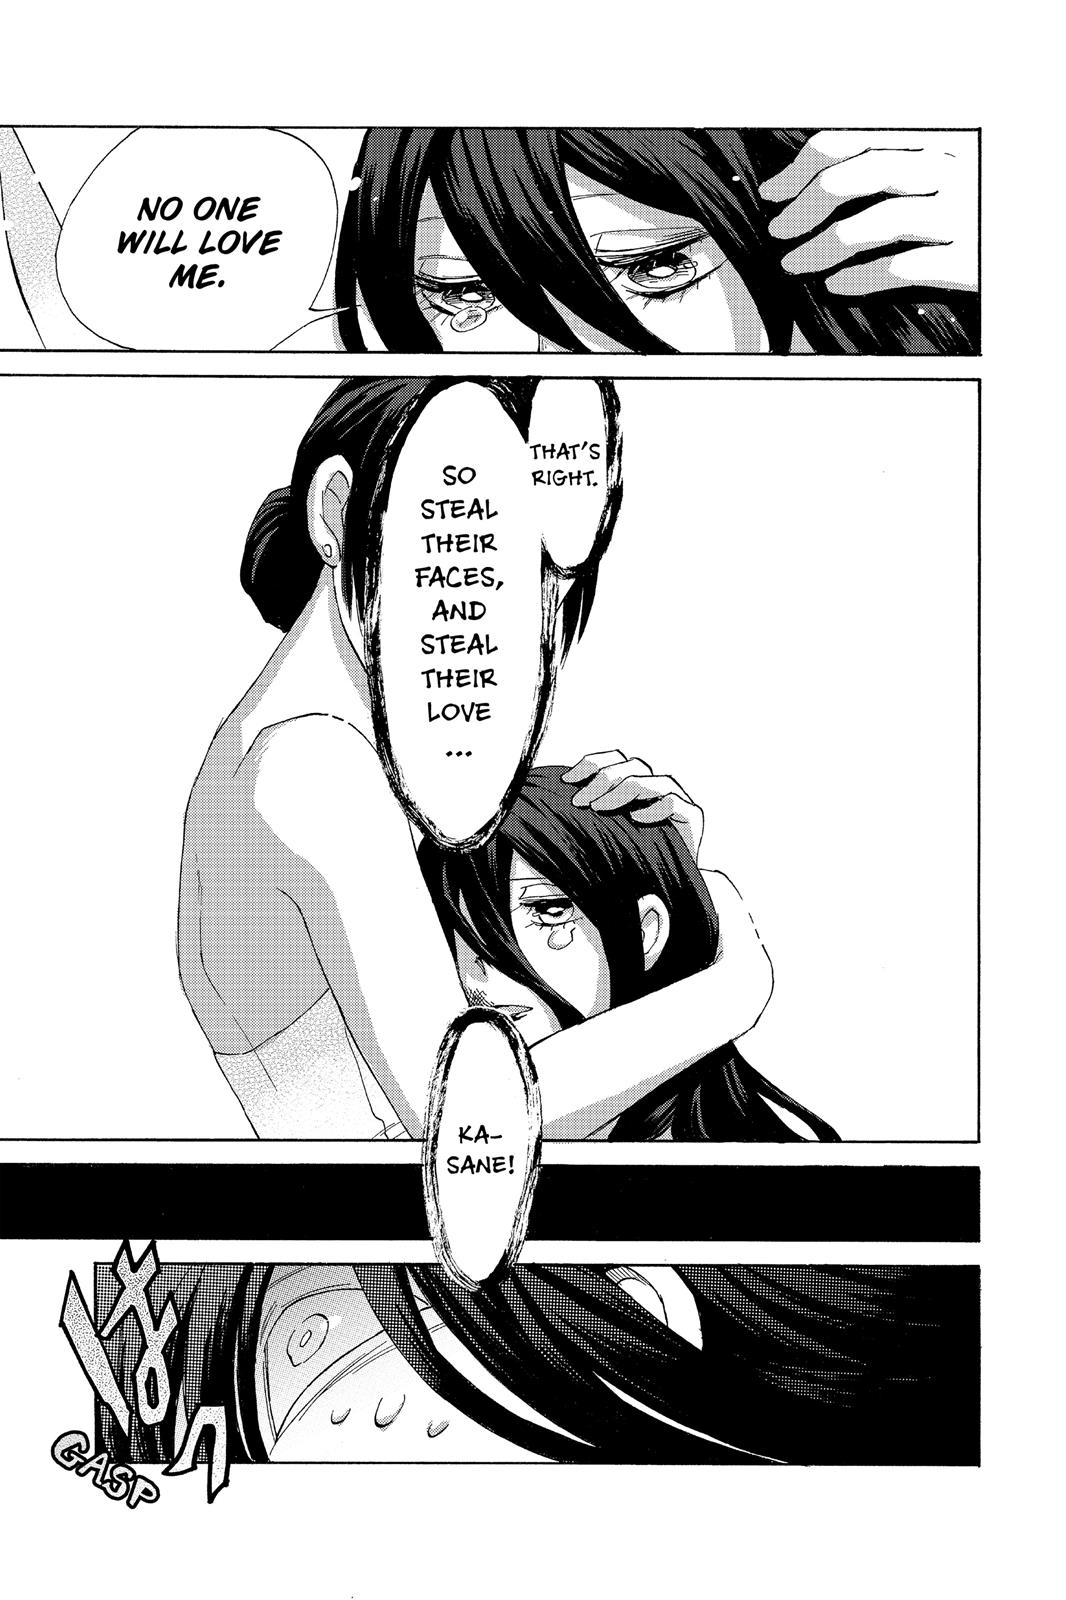 NO ONE
WILL LOVE
ME.
THAT'S
RIGHT.
SO
STEAL
THEIR
FACES,
AND
STEAL
THEIR
LOVE
...
KA-
SANE!
GASP